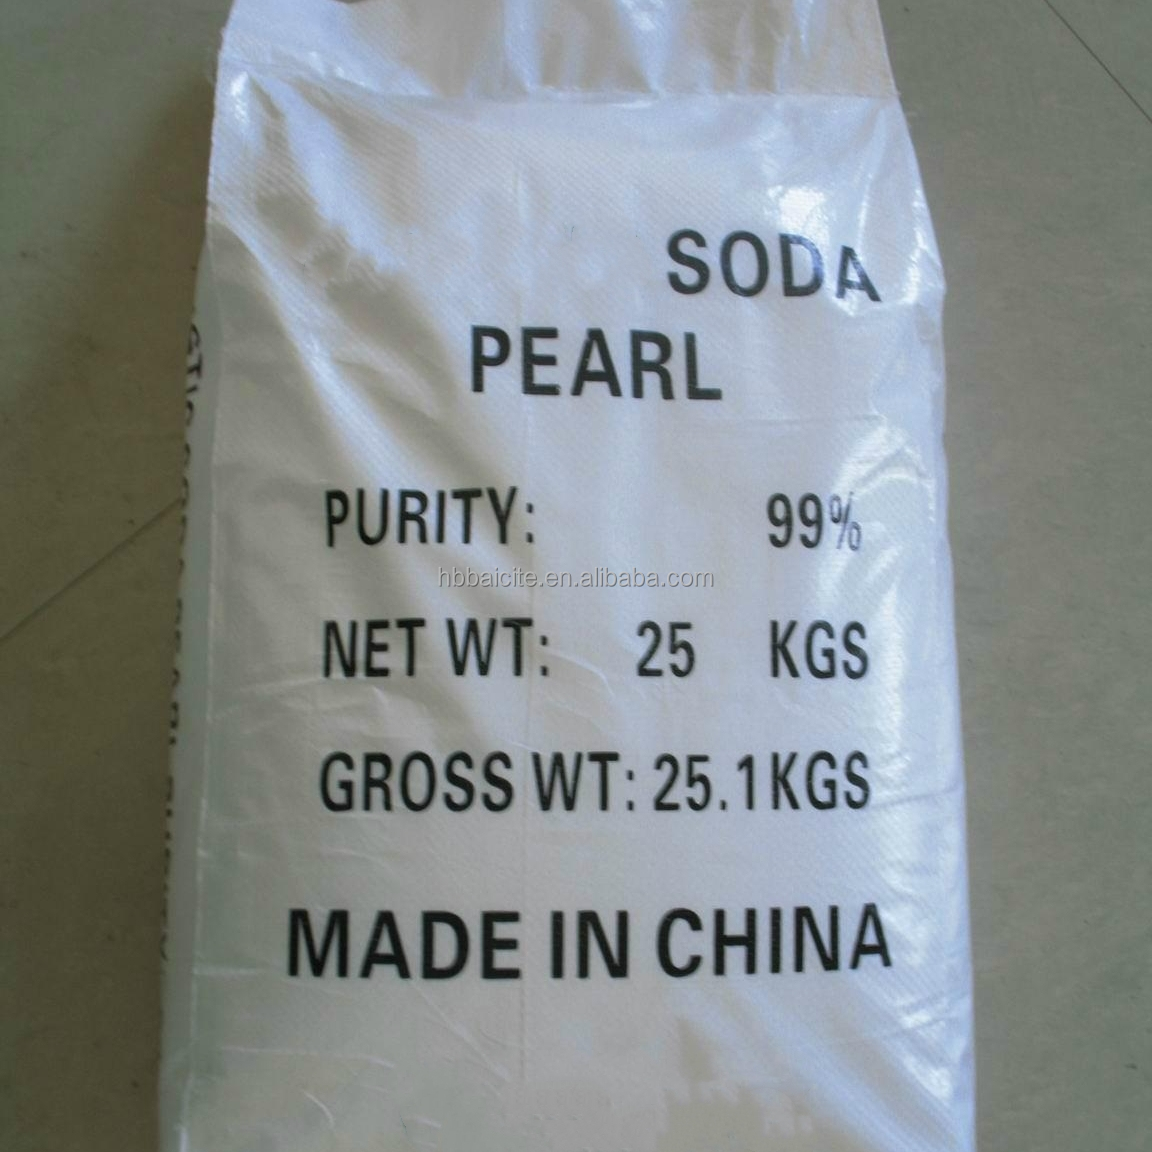 SODA
PEARL
PURITY: 99%
hbbaicite.en.alibaba.com
NET WT: 25 KGS
GROSS WT: 25.1KGS
MADE IN CHINA